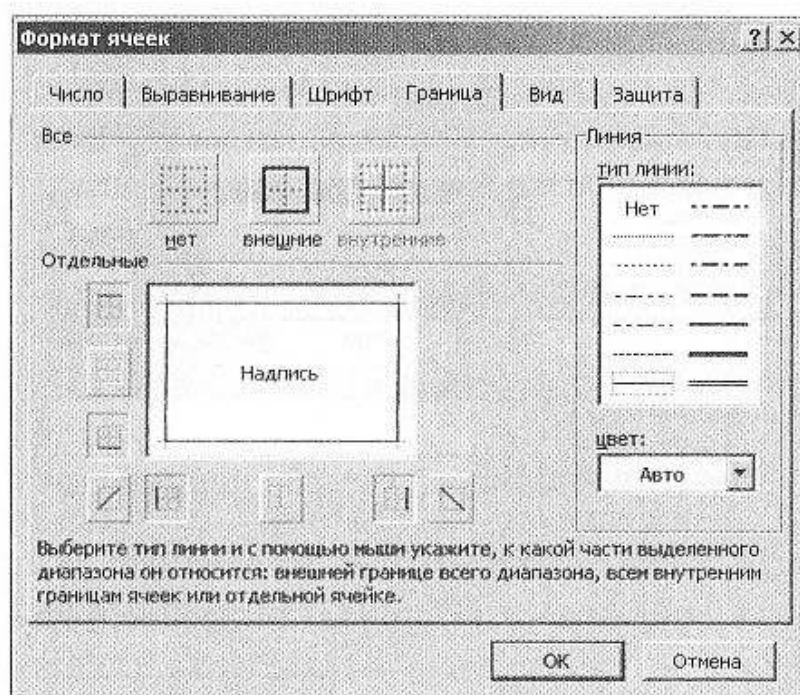 Формат ячеек
Число Выравнивание Шрифт Граница Вид Защита
Все
нет внешние внутренние
Отдельные
Надпись
Линия
тип линии:
Нет
цвет:
Авто
Выберите тип линии и с помощью мыши укажите, к какой части выделенного
диапазона он относится: внешней границе всего диапазона, всем внутренним
границам ячеек или отдельной ячейке.
ОК Отмена